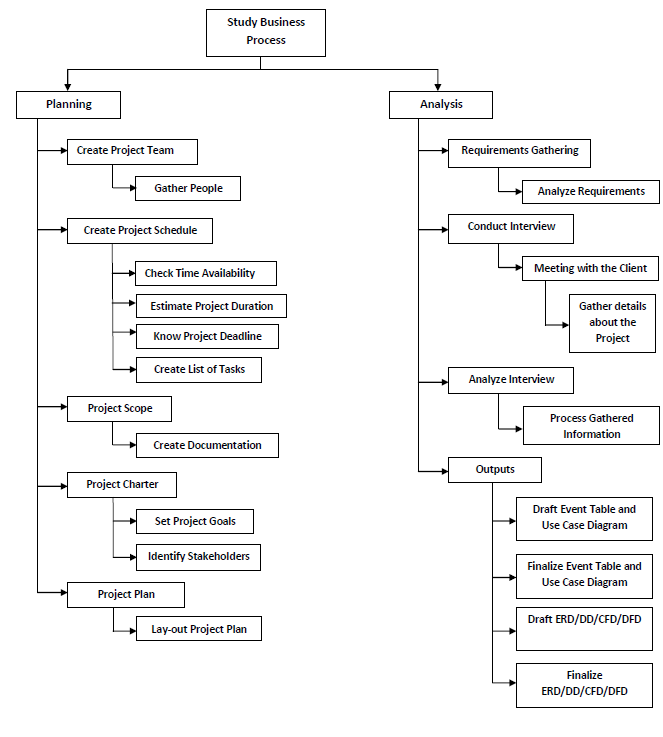 Study Business
Process
Planning
Create Project Team
Gather People
Create Project Schedule
Check Time Availability
Estimate Project Duration
Know Project Deadline
Create List of Tasks
Project Scope
Create Documentation
Project Charter
Set Project Goals
Identify Stakeholders
Project Plan
Lay-out Project Plan
Analysis
Requirements Gathering
Analyze Requirements
Conduct Interview
Meeting with the Client
Gather details
about the
Project
Analyze Interview
Process Gathered
Information
Outputs
Draft Event Table and
Use Case Diagram
Finalize Event Table and
Use Case Diagram
Draft ERD/DD/CFD/DFD
Finalize
ERD/DD/CFD/DFD